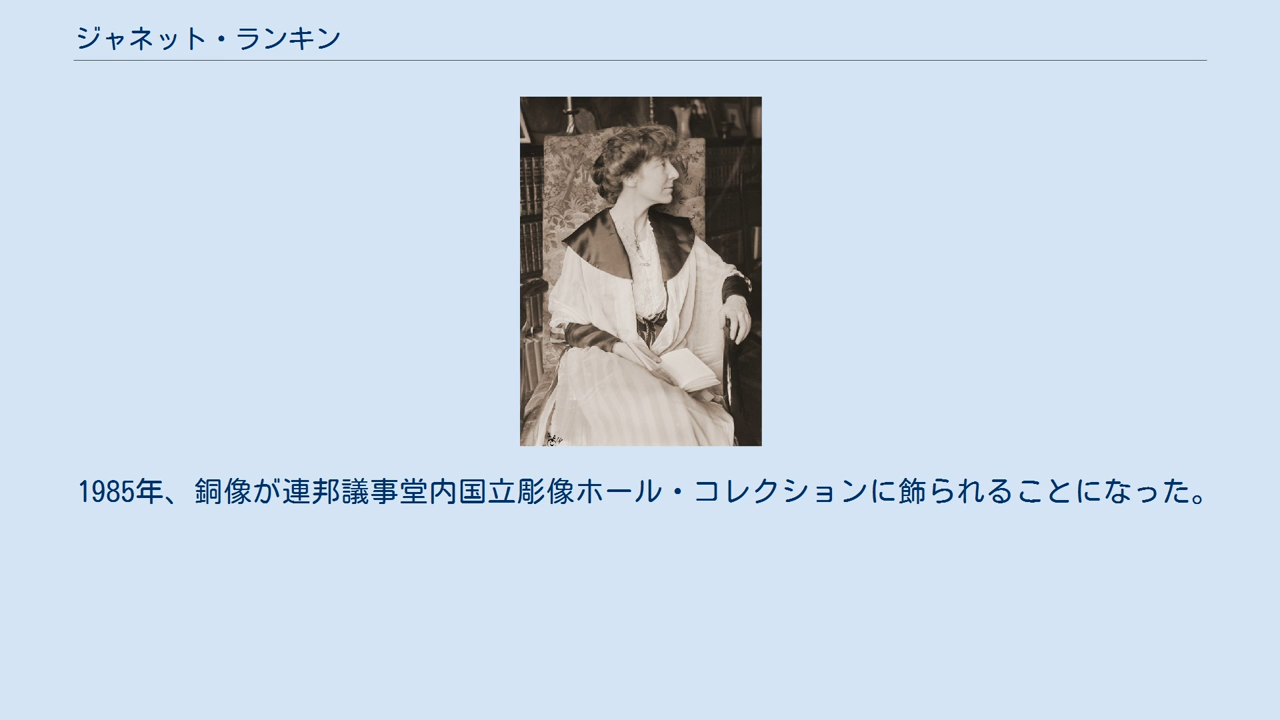 ジャネット・ランキン
1985年、銅像が連邦議事堂内国立彫像ホール・コレクションに飾られることになった。